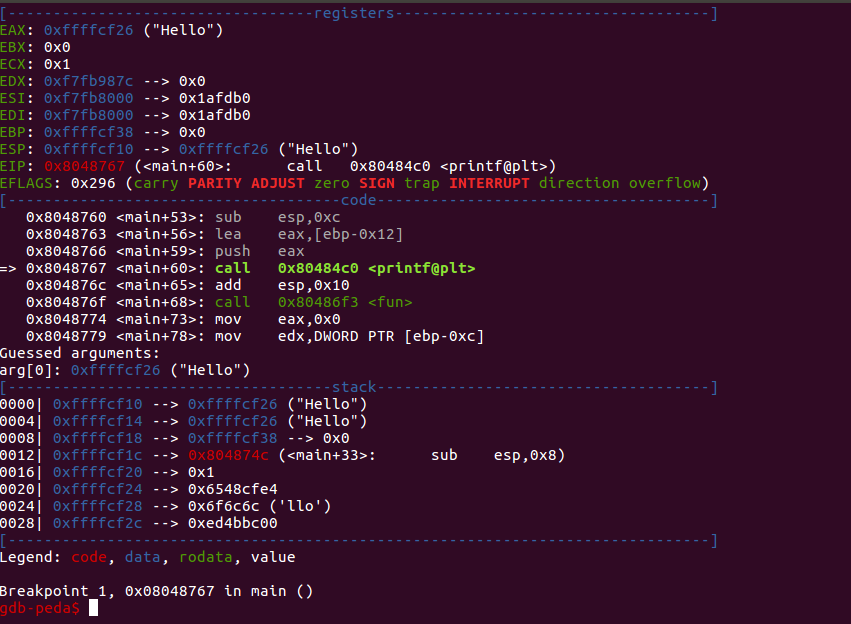 [----------------------------------registers-----------------------------------]
EAX: 0xffffcf26 ("Hello")
EBX: 0x0
ECX: 0x1
EDX: 0xf7fb987c --> 0x0
ESI: 0xf7fb8000 --> 0x1afdb0
EDI: 0xf7fb8000 --> 0x1afdb0
EBP: 0xffffcf38 --> 0x0
ESP: 0xffffcf10 --> 0xffffcf26 ("Hello")
EIP: 0x8048767 (<main+60>:      call   0x80484c0 <printf@plt>)
EFLAGS: 0x296 (carry PARITY ADJUST zero SIGN trap INTERRUPT direction overflow)
[-------------------------------------code-------------------------------------]
   0x8048760 <main+53>: sub    esp,0xc
   0x8048763 <main+56>: lea    eax,[ebp-0x12]
   0x8048766 <main+59>: push   eax
=> 0x8048767 <main+60>: call   0x80484c0 <printf@plt>
   0x804876c <main+65>: add    esp,0x10
   0x804876f <main+68>: call   0x80486f3 <fun>
   0x8048774 <main+73>: mov    eax,0x0
   0x8048779 <main+78>: mov    edx,DWORD PTR [ebp-0xc]
Guessed arguments:
arg[0]: 0xffffcf26 ("Hello")
[------------------------------------stack-------------------------------------]
0000| 0xffffcf10 --> 0xffffcf26 ("Hello")
0004| 0xffffcf14 --> 0xffffcf26 ("Hello")
0008| 0xffffcf18 --> 0xffffcf38 --> 0x0
0012| 0xffffcf1c --> 0x804874c (<main+33>:      sub    esp,0x8)
0016| 0xffffcf20 --> 0x1
0020| 0xffffcf24 --> 0x6548cfe4
0024| 0xffffcf28 --> 0x6f6c6c ('llo')
0028| 0xffffcf2c --> 0xed4bbc00
[------------------------------------------------------------------------------]
Legend: code, data, rodata, value

Breakpoint 1, 0x08048767 in main ()
gdb-peda$